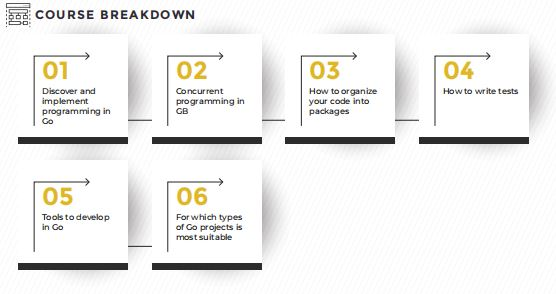 COURSE BREAKDOWN
01
Discover and
implement
programming in
Go
02
Concurrent
programming in
GB
03
How to organize
your code into
packages
04
How to write tests
05
Tools to develop
in Go
06
For which types
of Go projects is
most suitable